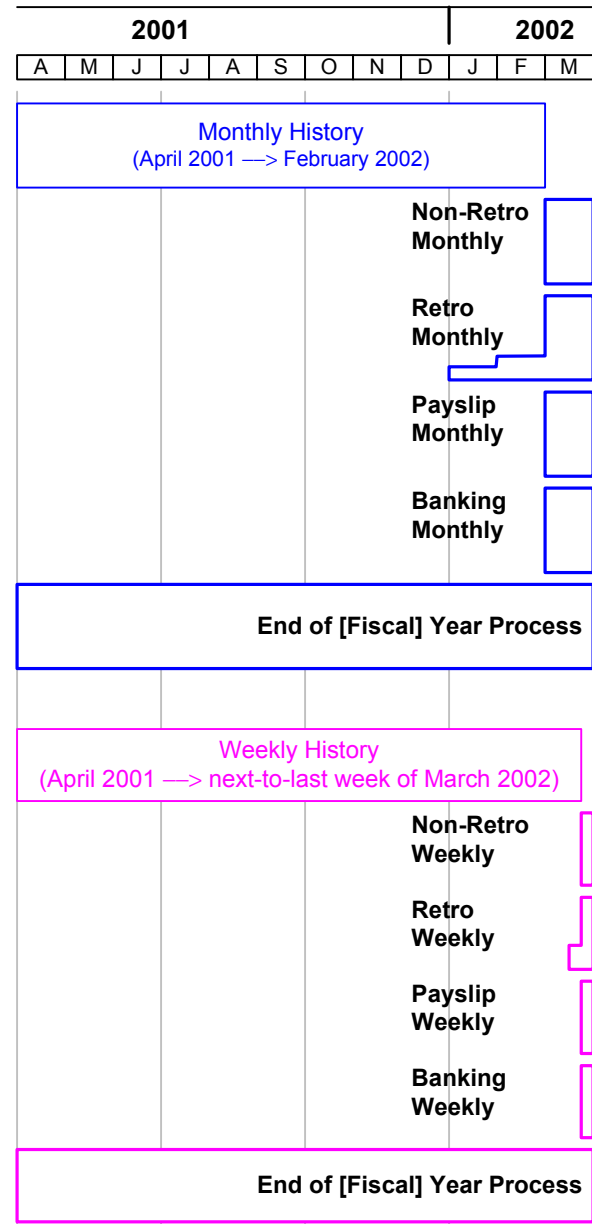 2001 2002
A M J J A S O N D J F M
Monthly History
(April 2001 —–> February 2002)
Non-Retro
Monthly
Retro
Monthly
Payslip
Monthly
Banking
Monthly
End of [Fiscal] Year Process
Weekly History
(April 2001 —–> next-to-last week of March 2002)
Non-Retro
Weekly
Retro
Weekly
Payslip
Weekly
Banking
Weekly
End of [Fiscal] Year Process